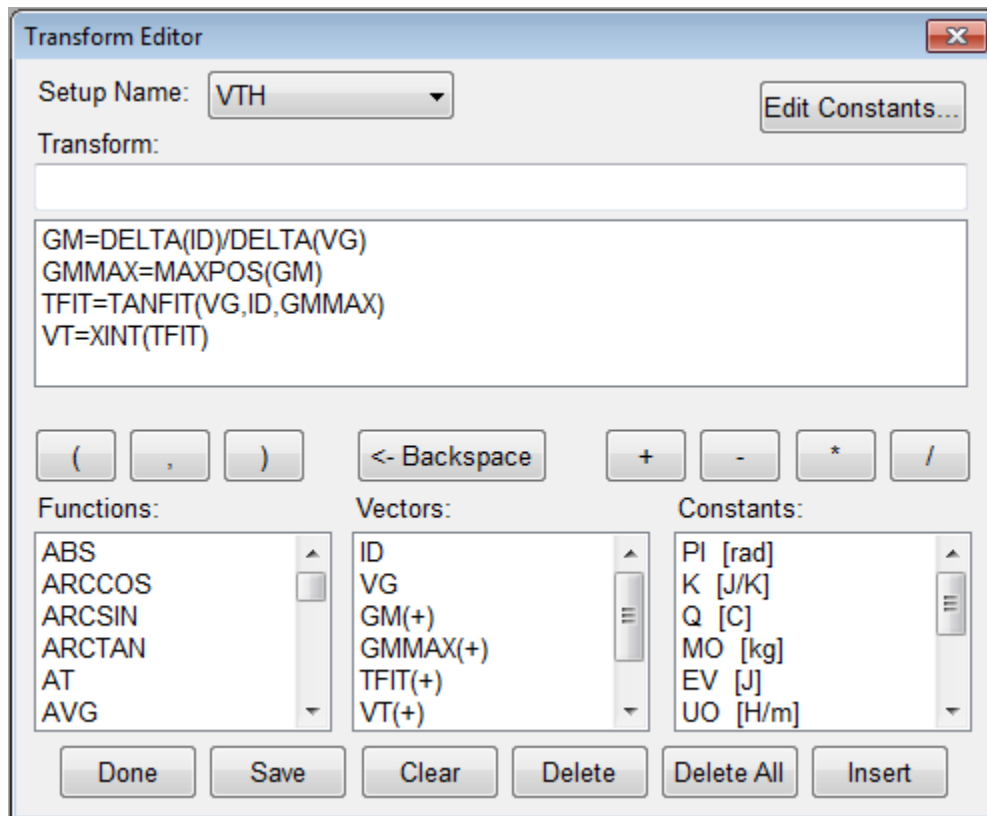 Transform Editor
Setup Name: VTH Edit Constants...
Transform:
GM=DELTA(ID)/DELTA(VG)
GMMAX=MAXPOS(GM)
TFIT=TANFIT(VG,ID,GMMAX)
VT=XINT(TFIT)
( , ) <- Backspace + - * /
Functions: Vectors: Constants:
ABS ID PI [rad]
ARCCOS VG K [J/K]
ARCSIN GM(+) Q [C]
ARCTAN GMMAX(+) MO [kg]
AT TFIT(+) EV [J]
AVG VT(+) UO [H/m]
Done Save Clear Delete Delete All Insert